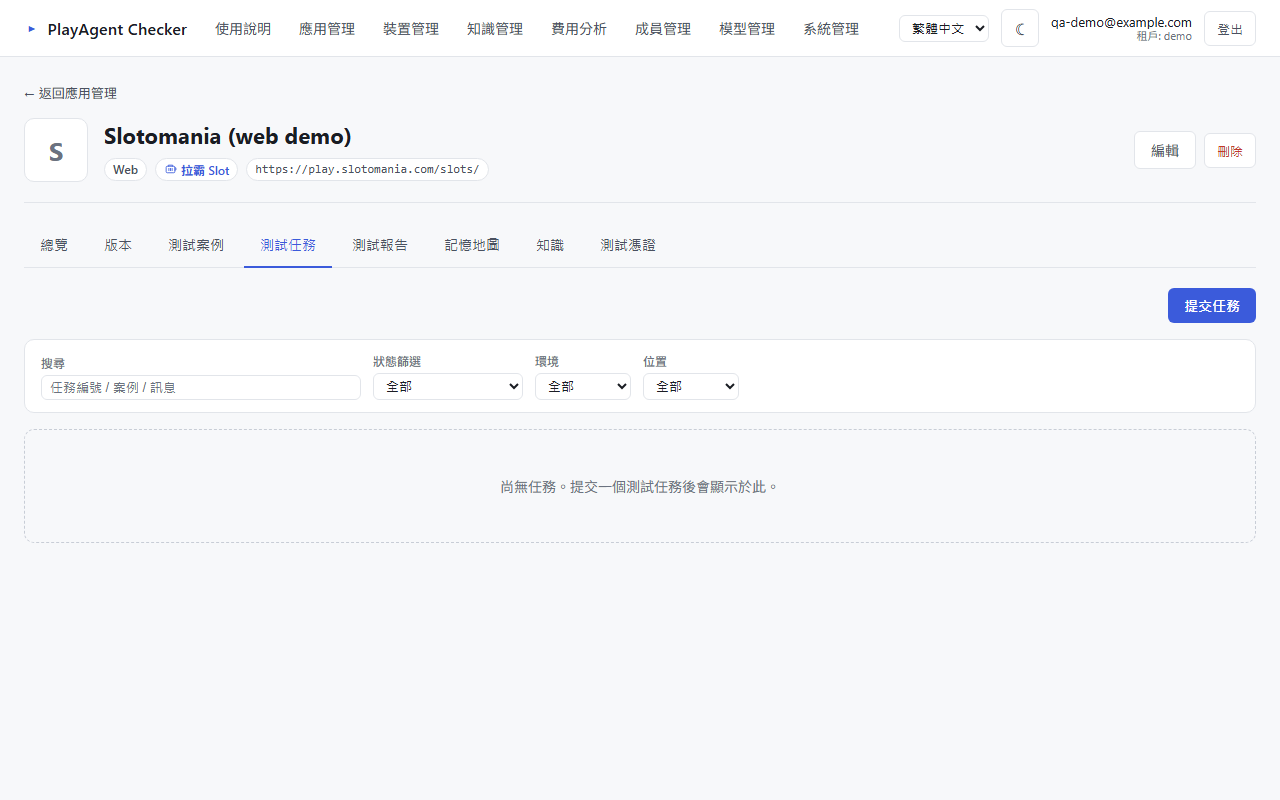 PlayAgent Checker 使用說明 應用管理 裝置管理 知識管理 費用分析 成員管理 模型管理 系統管理 繁體中文 qa-demo@example.com 登出
租戶: demo
← 返回應用管理
S
Slotomania (web demo)
Web 拉霸 Slot https://play.slotomania.com/slots/
編輯 刪除
總覽 版本 測試案例 測試任務 測試報告 記憶地圖 知識 測試憑證
提交任務
搜尋 狀態篩選 環境 位置
任務編號 / 案例 / 訊息 全部 全部 全部
尚無任務。提交一個測試任務後會顯示於此。